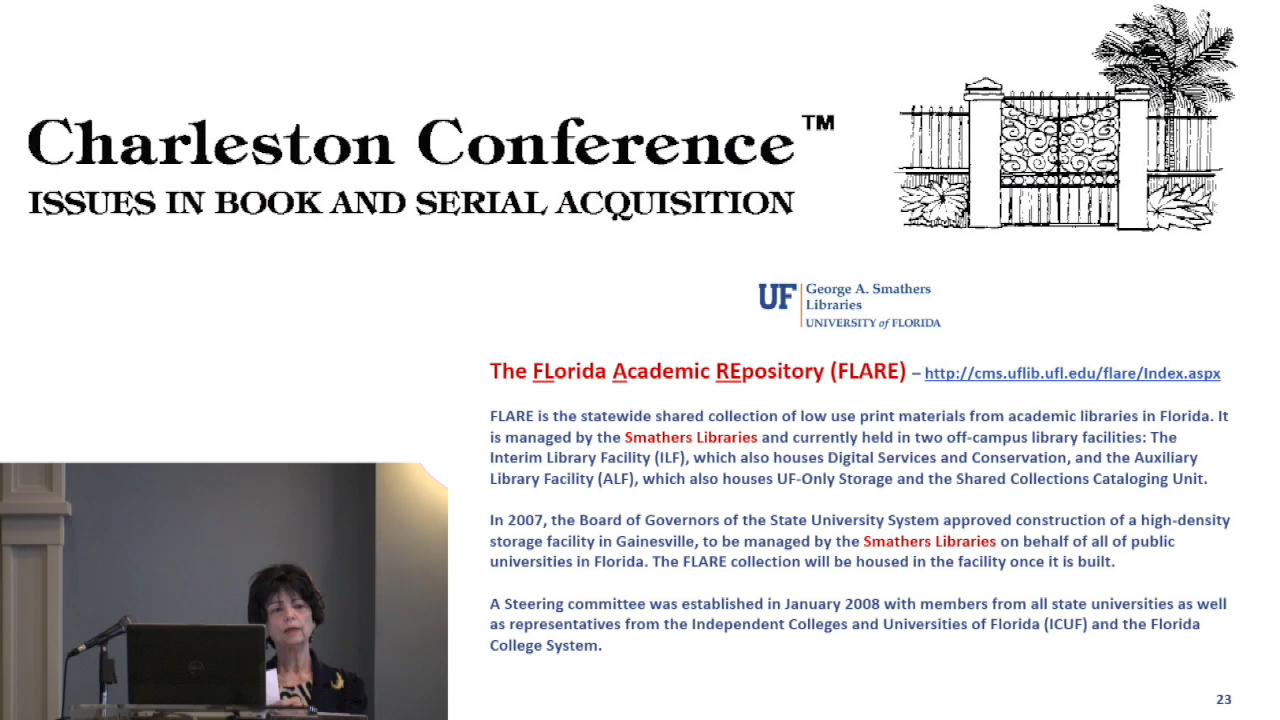 Charleston Conference™
ISSUES IN BOOK AND SERIAL ACQUISITION
UF George A. Smathers
Libraries
UNIVERSITY of FLORIDA
The FLorida Academic REpository (FLARE) – http://cms.uflib.ufl.edu/flare/Index.aspx
FLARE is the statewide shared collection of low use print materials from academic libraries in Florida. It
is managed by the Smathers Libraries and currently held in two off-campus library facilities: The
Interim Library Facility (ILF), which also houses Digital Services and Conservation, and the Auxiliary
Library Facility (ALF), which also houses UF-Only Storage and the Shared Collections Cataloging Unit.
In 2007, the Board of Governors of the State University System approved construction of a high-density
storage facility in Gainesville, to be managed by the Smathers Libraries on behalf of all of public
universities in Florida. The FLARE collection will be housed in the facility once it is built.
A Steering committee was established in January 2008 with members from all state universities as well
as representatives from the Independent Colleges and Universities of Florida (ICUF) and the Florida
College System.
23